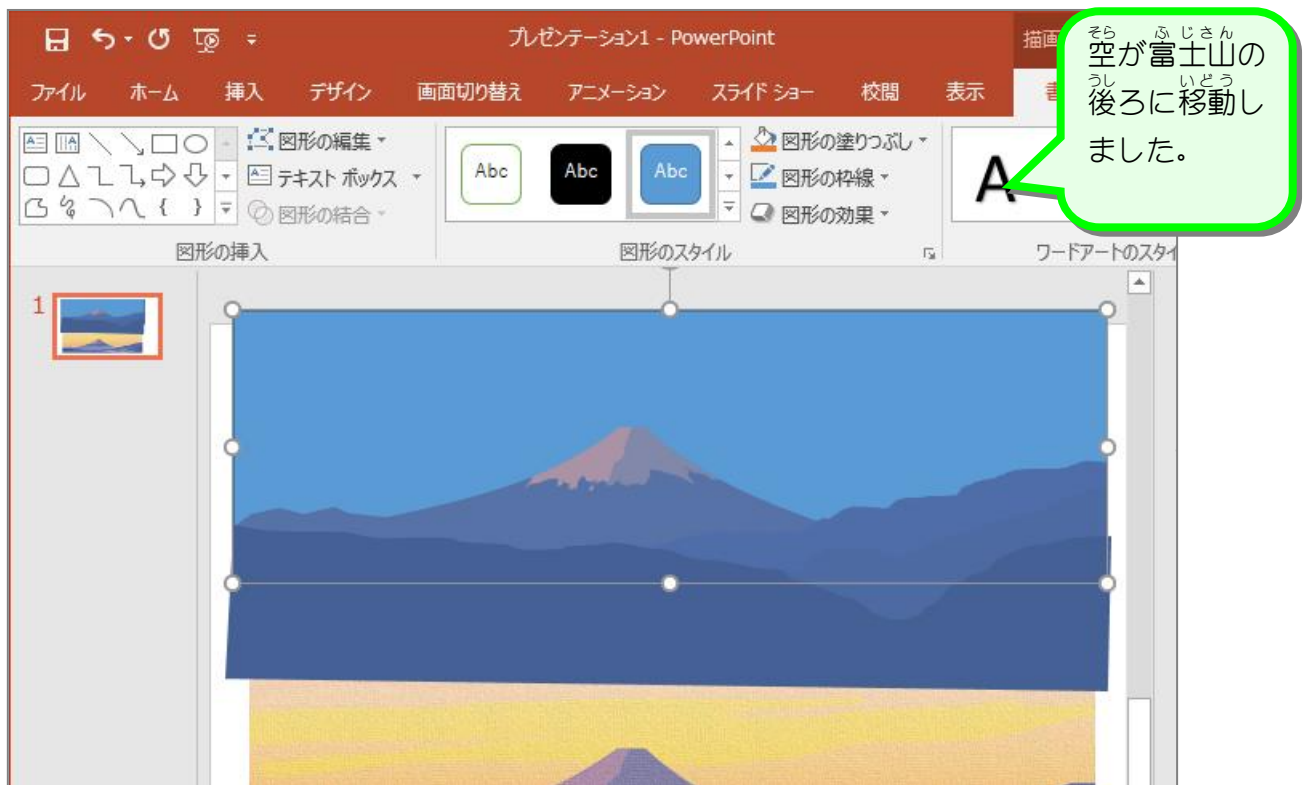 プレゼンテーション1 - PowerPoint
描画
ファイル ホーム 挿入 デザイン 画面切り替え アニメーション スライド ショー 校閲 表示
図形の編集
テキスト ボックス
図形の結合
図形の挿入
Abc Abc Abc
図形の塗りつぶし
図形の枠線
図形の効果
図形のスタイル
A
ワードアートのスタイ
そら ふじさん
空が富士山の
うし いどう
後ろに移動し
ました。
1